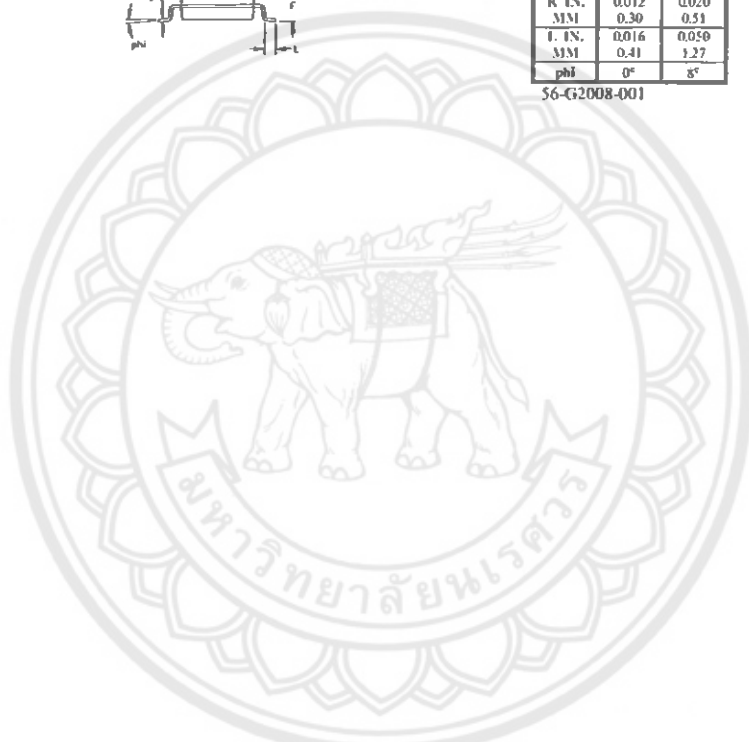 F
phi
L
K IN. 0.012 0.020
MM 0.30 0.51
L IN. 0.016 0.050
MM 0.41 1.27
phi 0° 8°
56-G2008-001
มหาวิทยาลัยนเรศวร